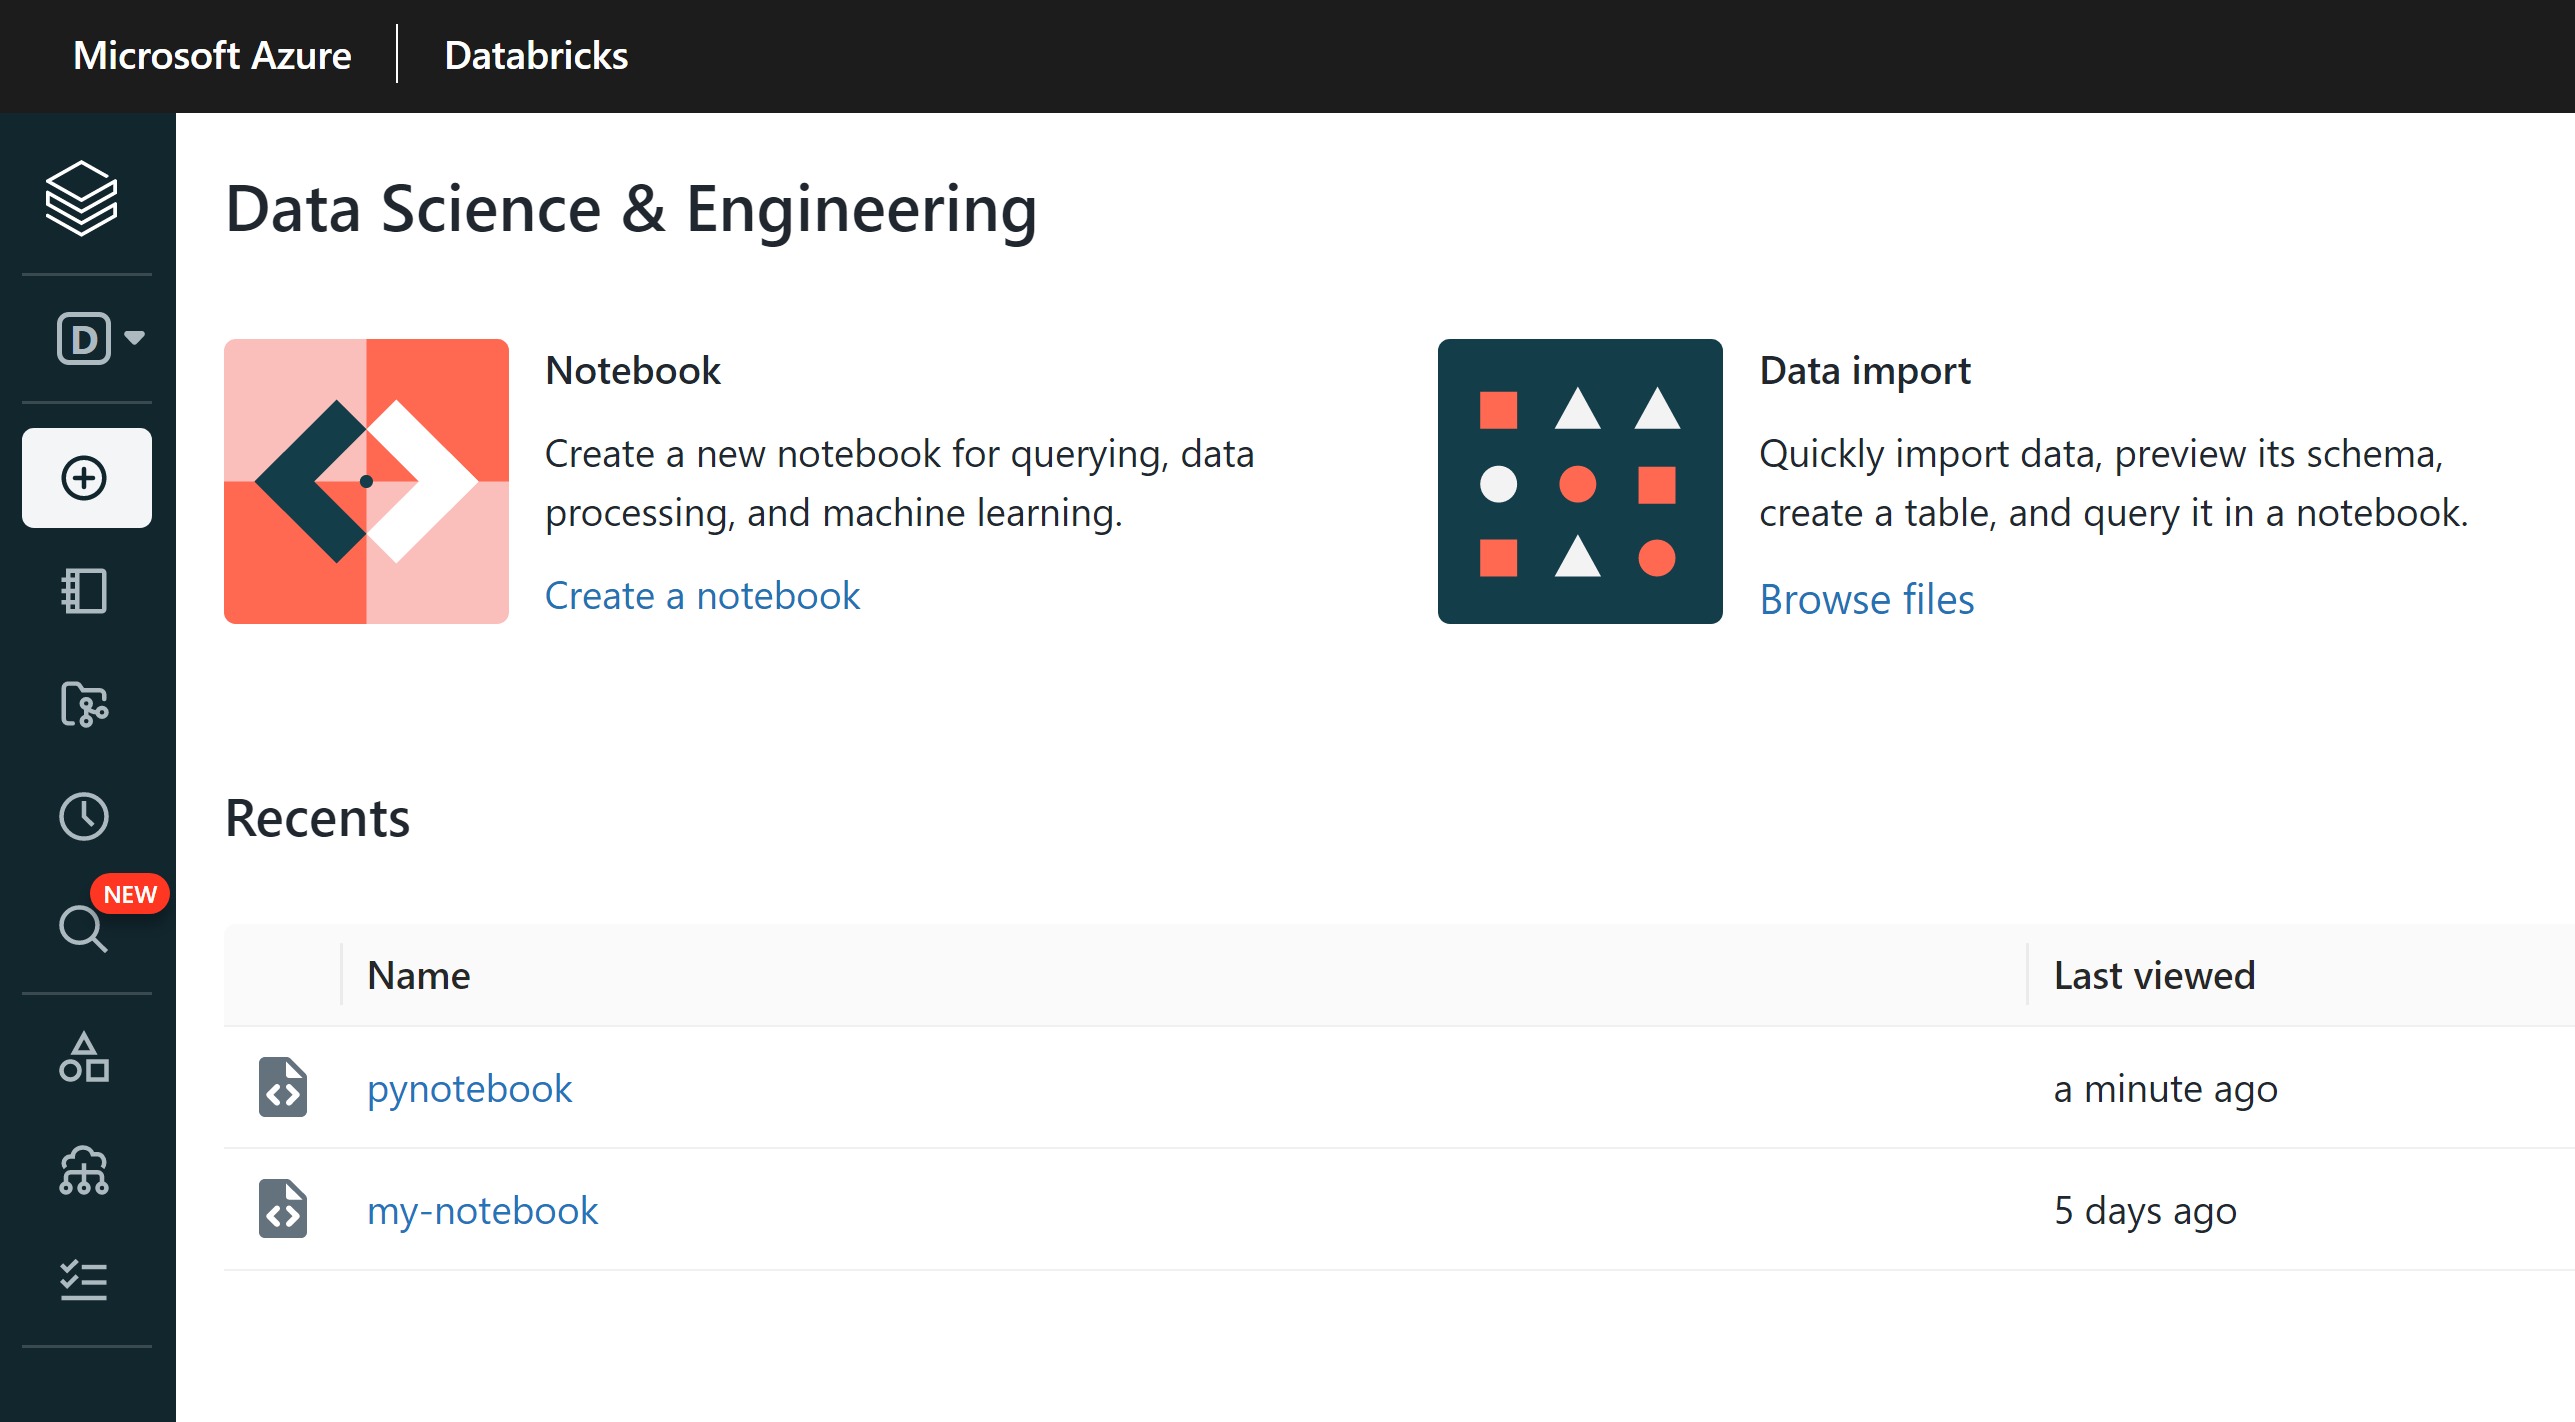 Microsoft Azure
Databricks
Data Science & Engineering
D
Notebook
Create a new notebook for querying, data
processing, and machine learning.
Create a notebook
Data import
Quickly import data, preview its schema,
create a table, and query it in a notebook.
Browse files
Recents
NEW
Name
Last viewed
pynotebook
a minute ago
my-notebook
5 days ago